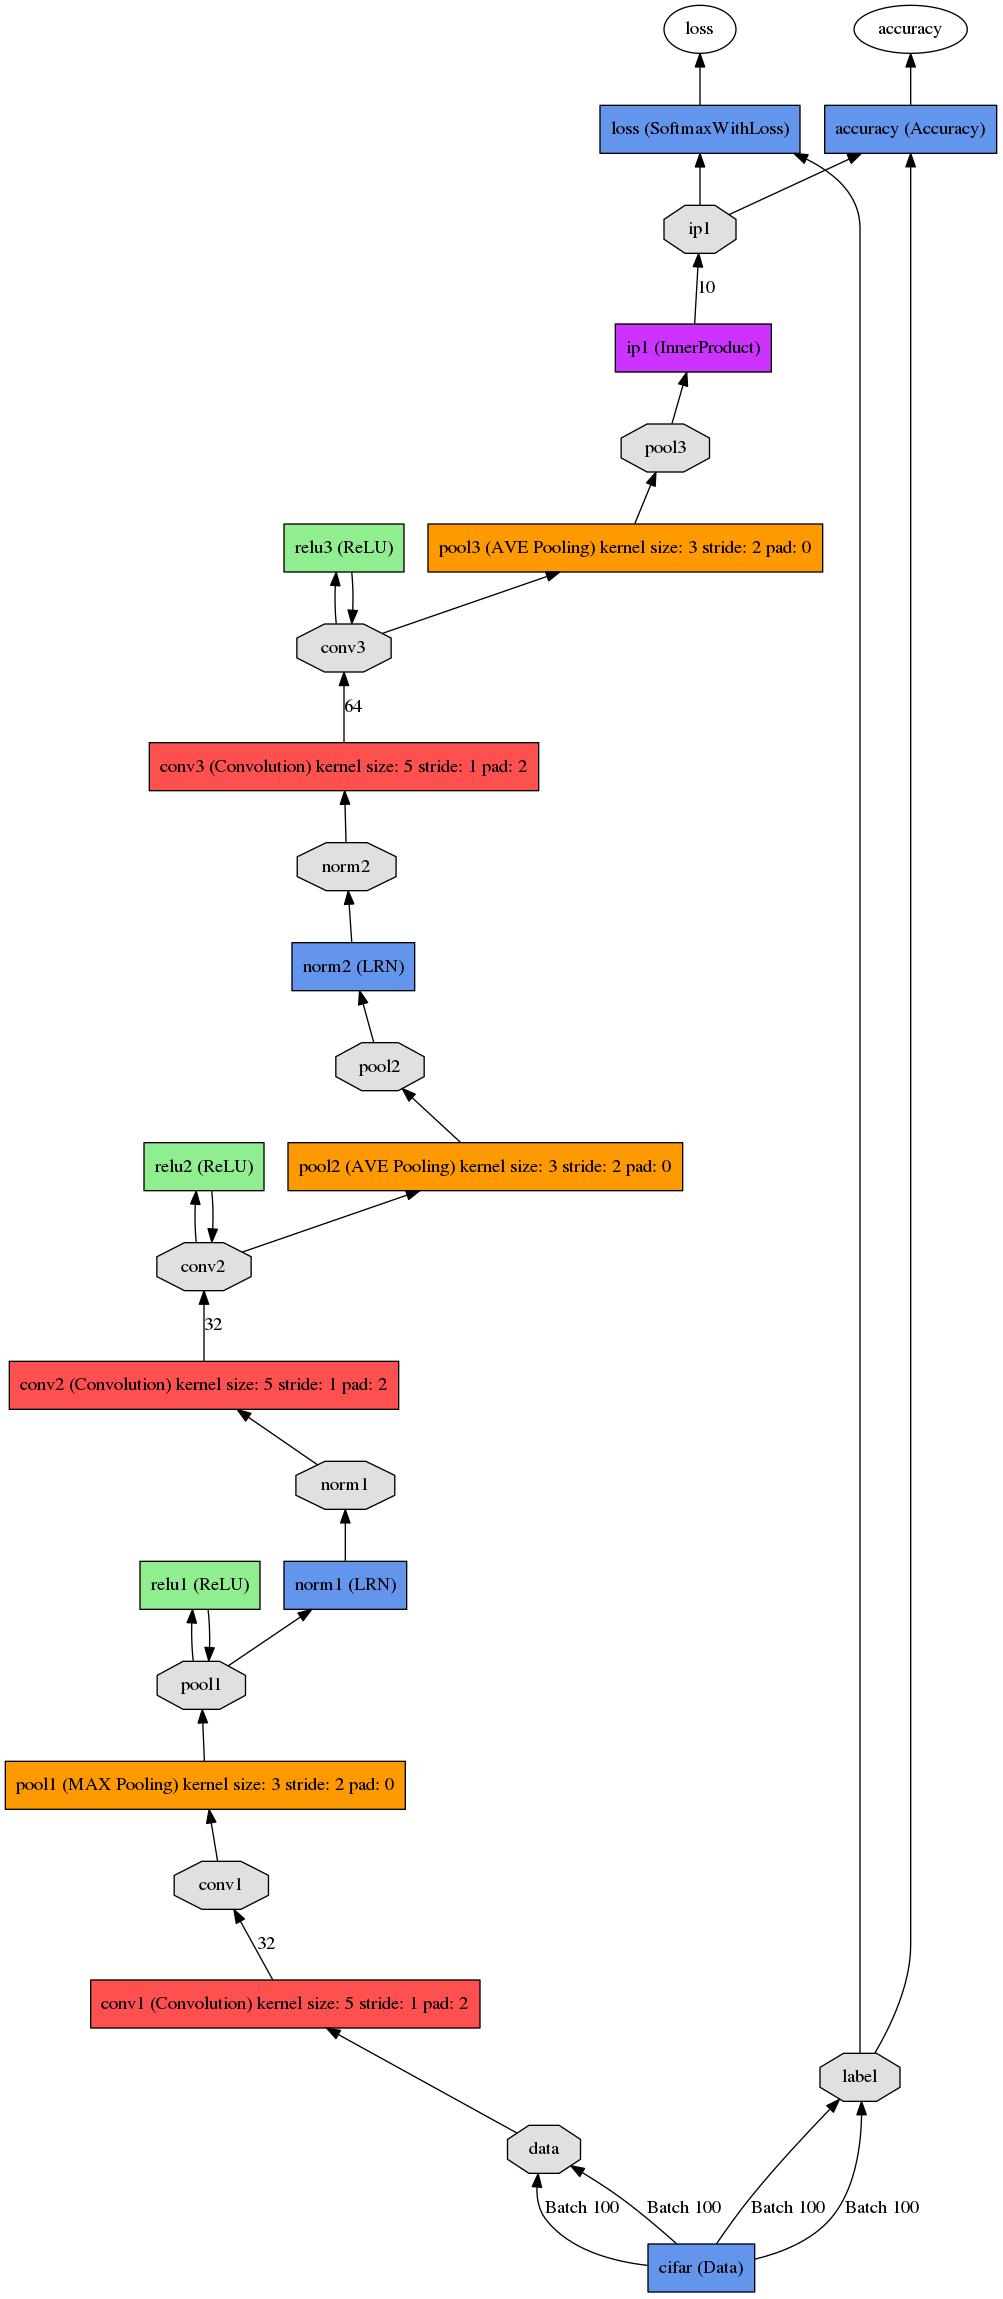 loss
accuracy
loss (SoftmaxWithLoss)
accuracy (Accuracy)
ip1
10
ip1 (InnerProduct)
pool3
relu3 (ReLU)
pool3 (AVE Pooling) kernel size: 3 stride: 2 pad: 0
conv3
64
conv3 (Convolution) kernel size: 5 stride: 1 pad: 2
norm2
norm2 (LRN)
pool2
relu2 (ReLU)
pool2 (AVE Pooling) kernel size: 3 stride: 2 pad: 0
conv2
32
conv2 (Convolution) kernel size: 5 stride: 1 pad: 2
norm1
relu1 (ReLU)
norm1 (LRN)
pool1
pool1 (MAX Pooling) kernel size: 3 stride: 2 pad: 0
conv1
32
conv1 (Convolution) kernel size: 5 stride: 1 pad: 2
label
data
Batch 100
Batch 100
Batch 100
Batch 100
cifar (Data)